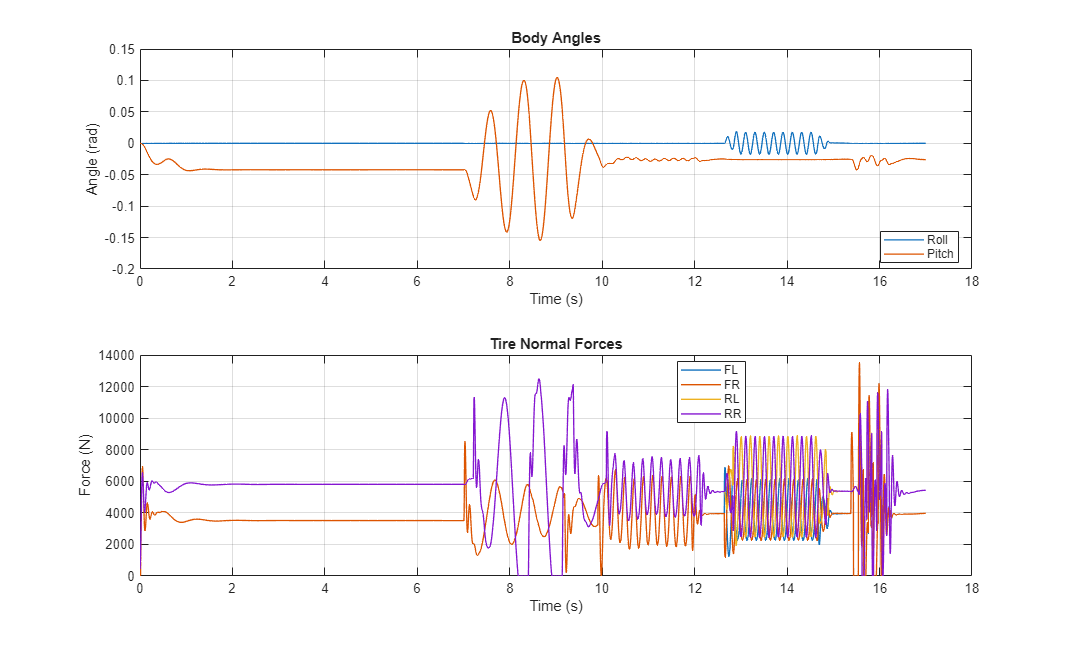 Body Angles
0.15
0.1
0.05
0
-0.05
-0.1
-0.15
-0.2
Angle (rad)
Roll
Pitch
0 2 4 6 8 10 12 14 16 18
Time (s)
Tire Normal Forces
14000
12000
10000
8000
6000
4000
2000
0
Force (N)
FL
FR
RL
RR
0 2 4 6 8 10 12 14 16 18
Time (s)